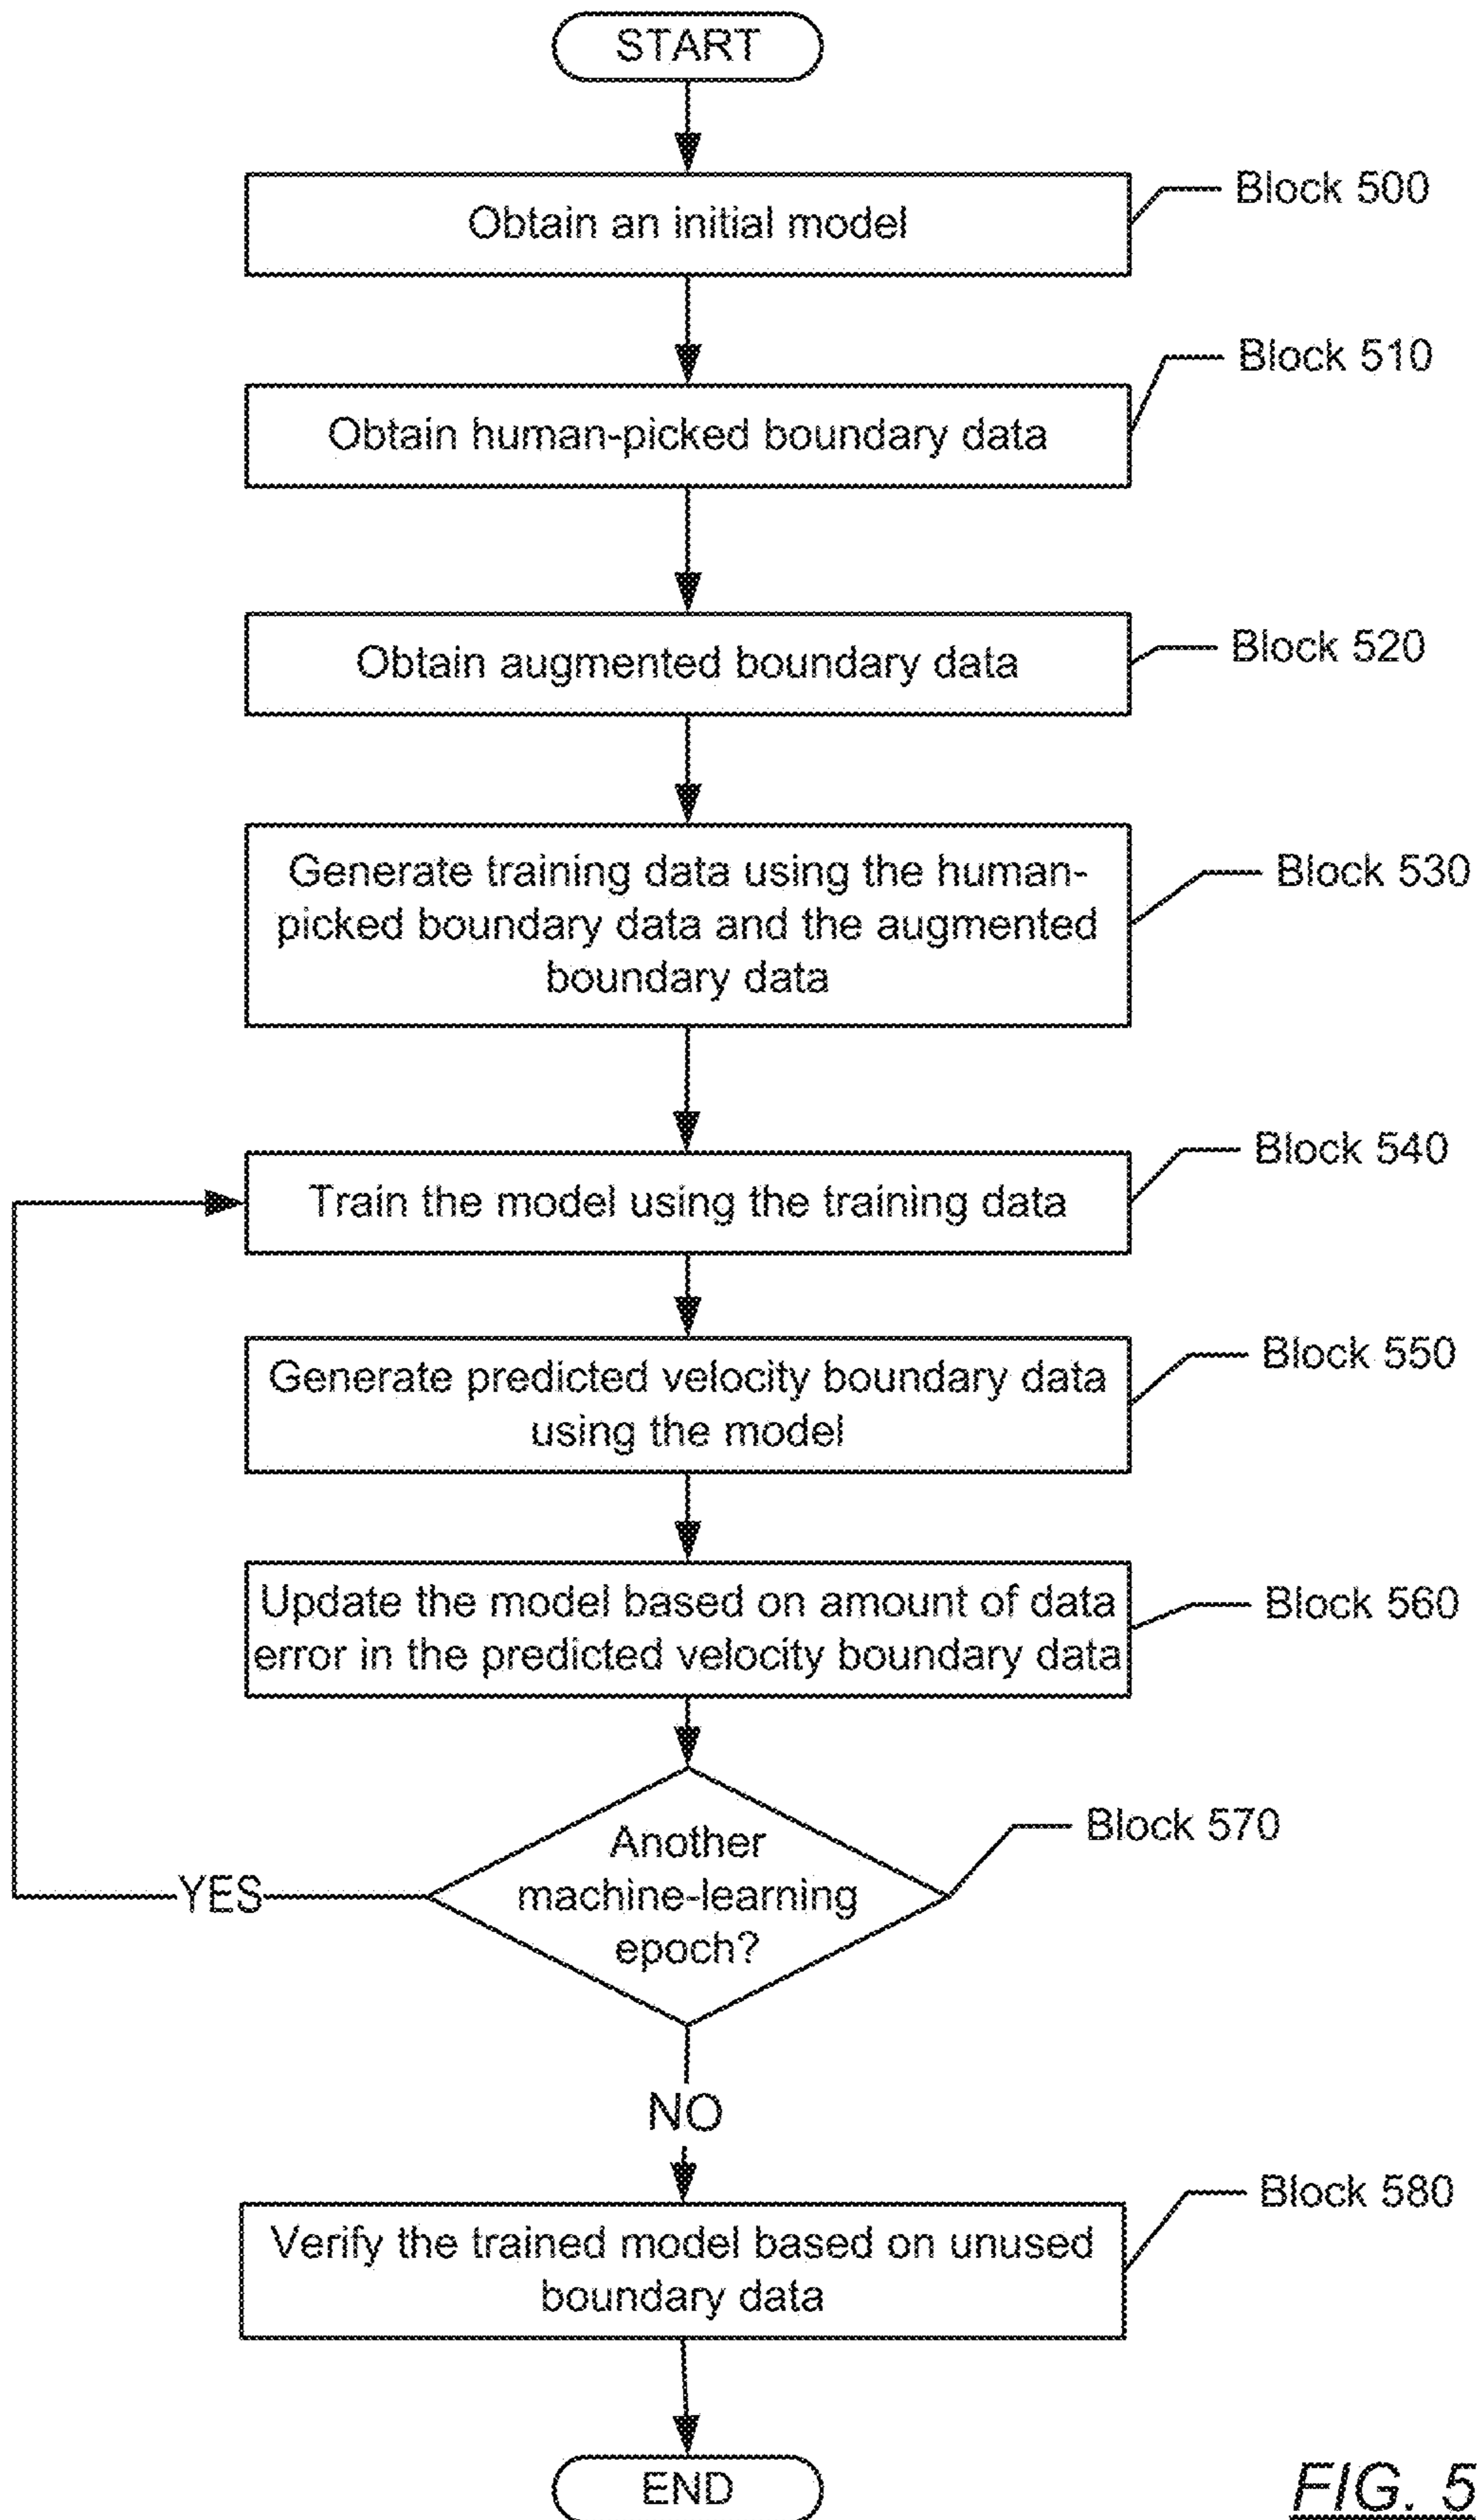 START
Obtain an initial model
Block 500
Obtain human-picked boundary data
Block 510
Obtain augmented boundary data
Block 520
Generate training data using the human-
picked boundary data and the augmented
boundary data
Block 530
Train the model using the training data
Block 540
Generate predicted velocity boundary data
using the model
Block 550
Update the model based on amount of data
error in the predicted velocity boundary data
Block 560
Another
machine-learning
epoch?
Block 570
YES
NO
Verify the trained model based on unused
boundary data
Block 580
END
FIG. 5